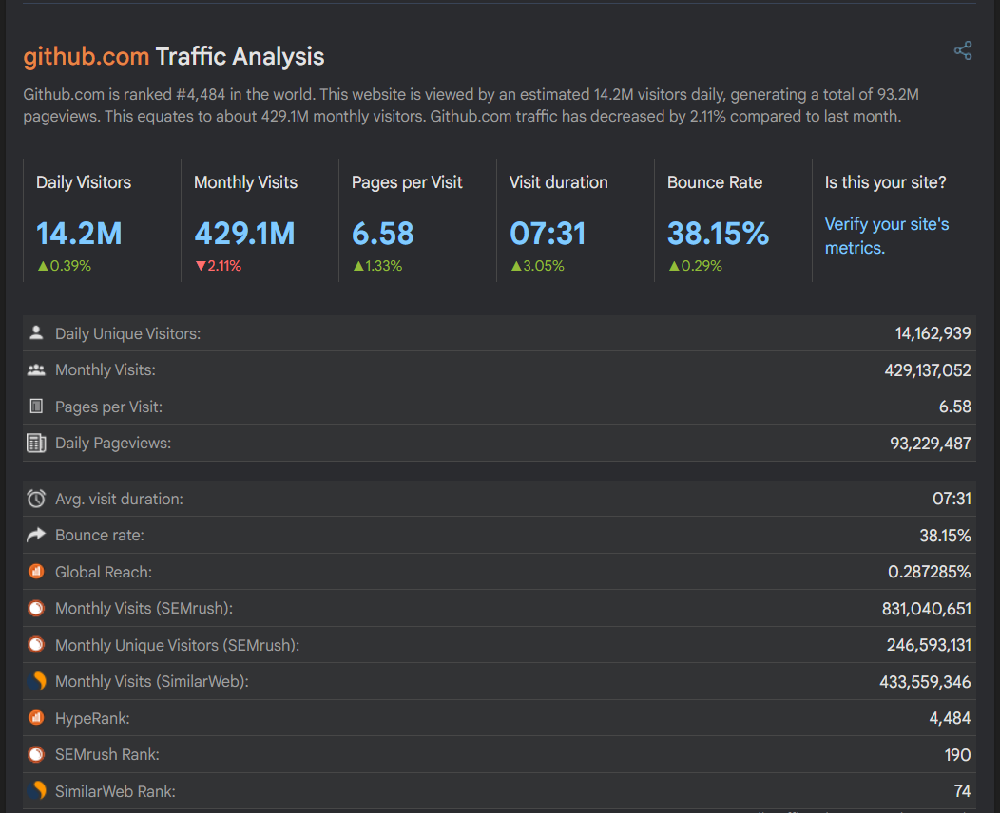 github.com Traffic Analysis
Github.com is ranked #4,484 in the world. This website is viewed by an estimated 14.2M visitors daily, generating a total of 93.2M
pageviews. This equates to about 429.1M monthly visitors. Github.com traffic has decreased by 2.11% compared to last month.
Daily Visitors
14.2M
▲0.39%
Monthly Visits
429.1M
▼2.11%
Pages per Visit
6.58
▲1.33%
Visit duration
07:31
▲3.05%
Bounce Rate
38.15%
▲0.29%
Is this your site?
Verify your site's
metrics.
Daily Unique Visitors: 14,162,939
Monthly Visits: 429,137,052
Pages per Visit: 6.58
Daily Pageviews: 93,229,487
Avg. visit duration: 07:31
Bounce rate: 38.15%
Global Reach: 0.287285%
Monthly Visits (SEMrush): 831,040,651
Monthly Unique Visitors (SEMrush): 246,593,131
Monthly Visits (SimilarWeb): 433,559,346
HypeRank: 4,484
SEMrush Rank: 190
SimilarWeb Rank: 74